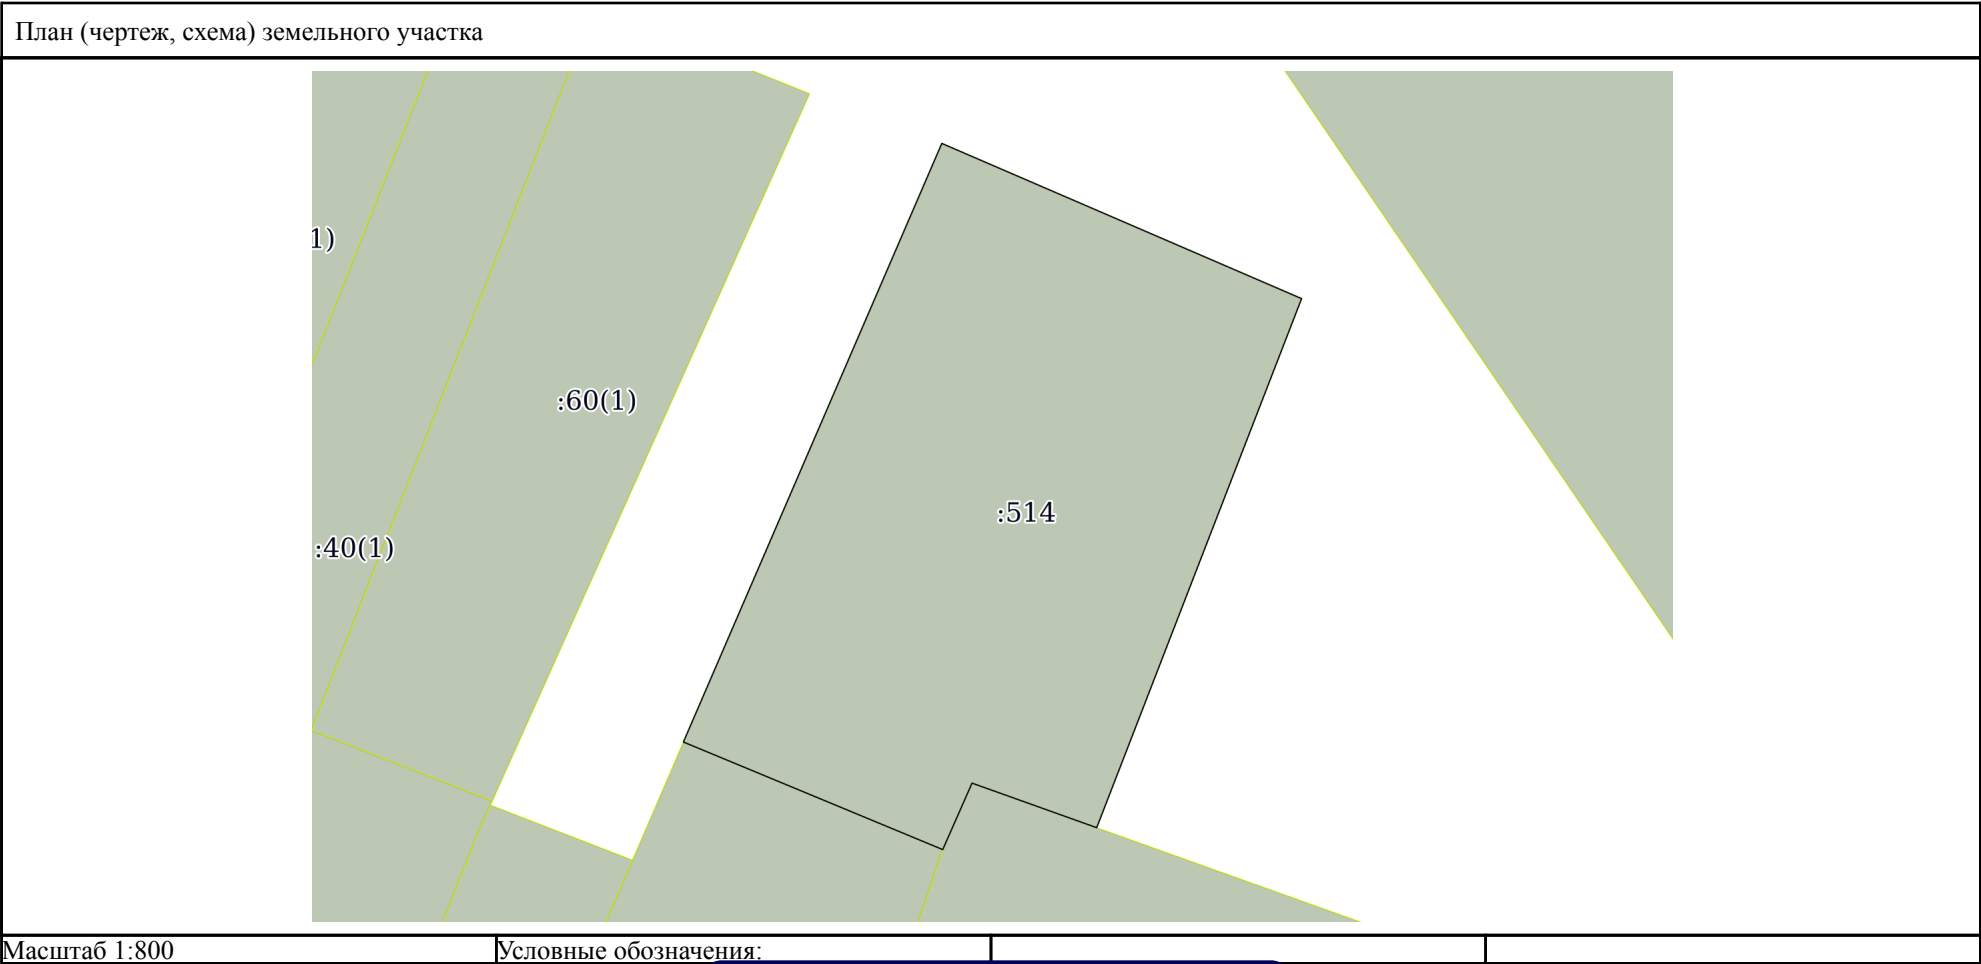 План (чертеж, схема) земельного участка
1)
:60(1)
:514
:40(1)
Масштаб 1:800
Условные обозначения: